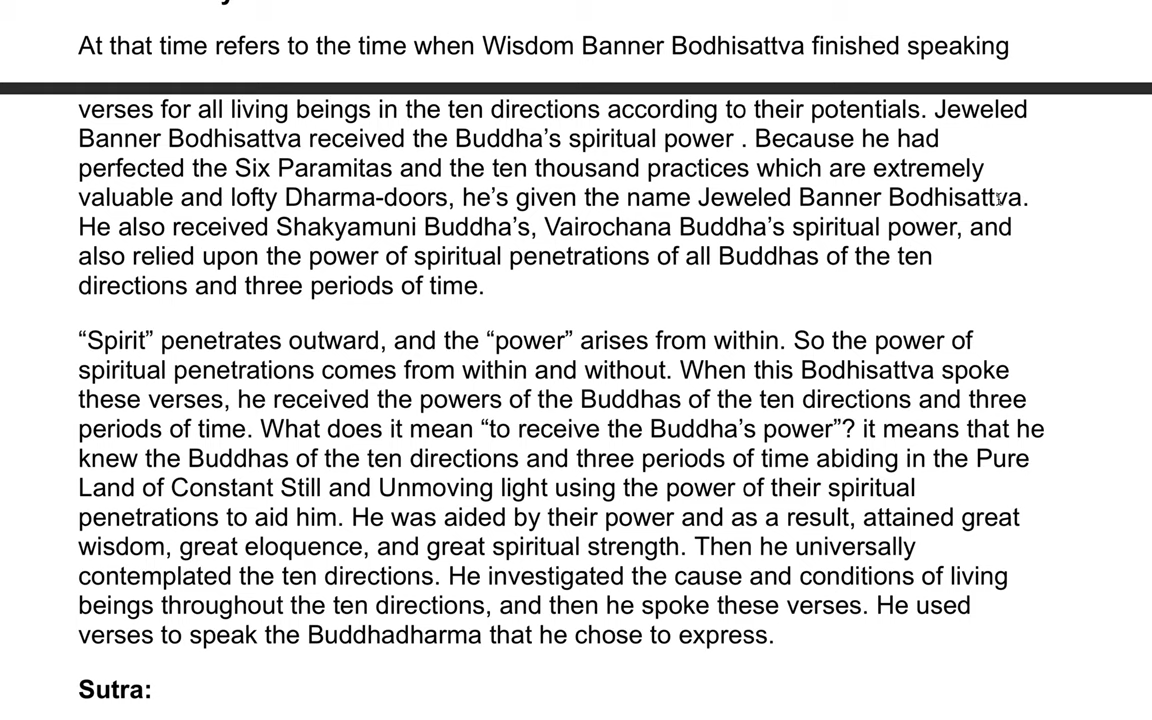 At that time refers to the time when Wisdom Banner Bodhisattva finished speaking
verses for all living beings in the ten directions according to their potentials. Jeweled
Banner Bodhisattva received the Buddha’s spiritual power . Because he had
perfected the Six Paramitas and the ten thousand practices which are extremely
valuable and lofty Dharma-doors, he’s given the name Jeweled Banner Bodhisattva.
He also received Shakyamuni Buddha’s, Vairochana Buddha’s spiritual power, and
also relied upon the power of spiritual penetrations of all Buddhas of the ten
directions and three periods of time.
“Spirit” penetrates outward, and the “power” arises from within. So the power of
spiritual penetrations comes from within and without. When this Bodhisattva spoke
these verses, he received the powers of the Buddhas of the ten directions and three
periods of time. What does it mean “to receive the Buddha’s power”? it means that he
knew the Buddhas of the ten directions and three periods of time abiding in the Pure
Land of Constant Still and Unmoving light using the power of their spiritual
penetrations to aid him. He was aided by their power and as a result, attained great
wisdom, great eloquence, and great spiritual strength. Then he universally
contemplated the ten directions. He investigated the cause and conditions of living
beings throughout the ten directions, and then he spoke these verses. He used
verses to speak the Buddhadharma that he chose to express.
Sutra: